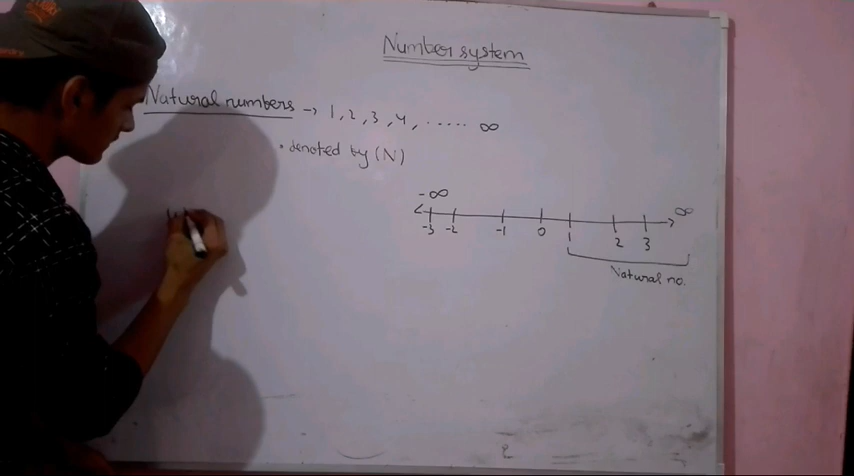 Number system
Natural numbers → 1, 2, 3, 4, ..... ∞
• denoted by (N)
-∞ ∞
-3 -2 -1 0 1 2 3
Natural no.